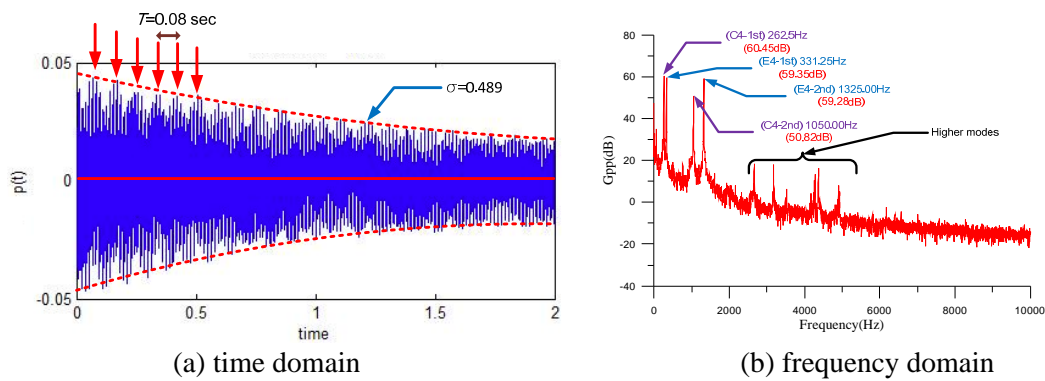 T=0.08 sec
0.05
σ=0.489
p(t)
0
-0.05
0
0.5
1
1.5
2
time
(a) time domain
80
(C4-1st) 262.5Hz
(60.45dB)
(E4-1st) 331.25Hz
(59.35dB)
60
(E4-2nd) 1325.00Hz
(59.28dB)
40
(C4-2nd) 1050.00Hz
(50.82dB)
Higher modes
Gpp(dB)
20
0
-20
-40
0
2000
4000
6000
8000
10000
Frequency(Hz)
(b) frequency domain